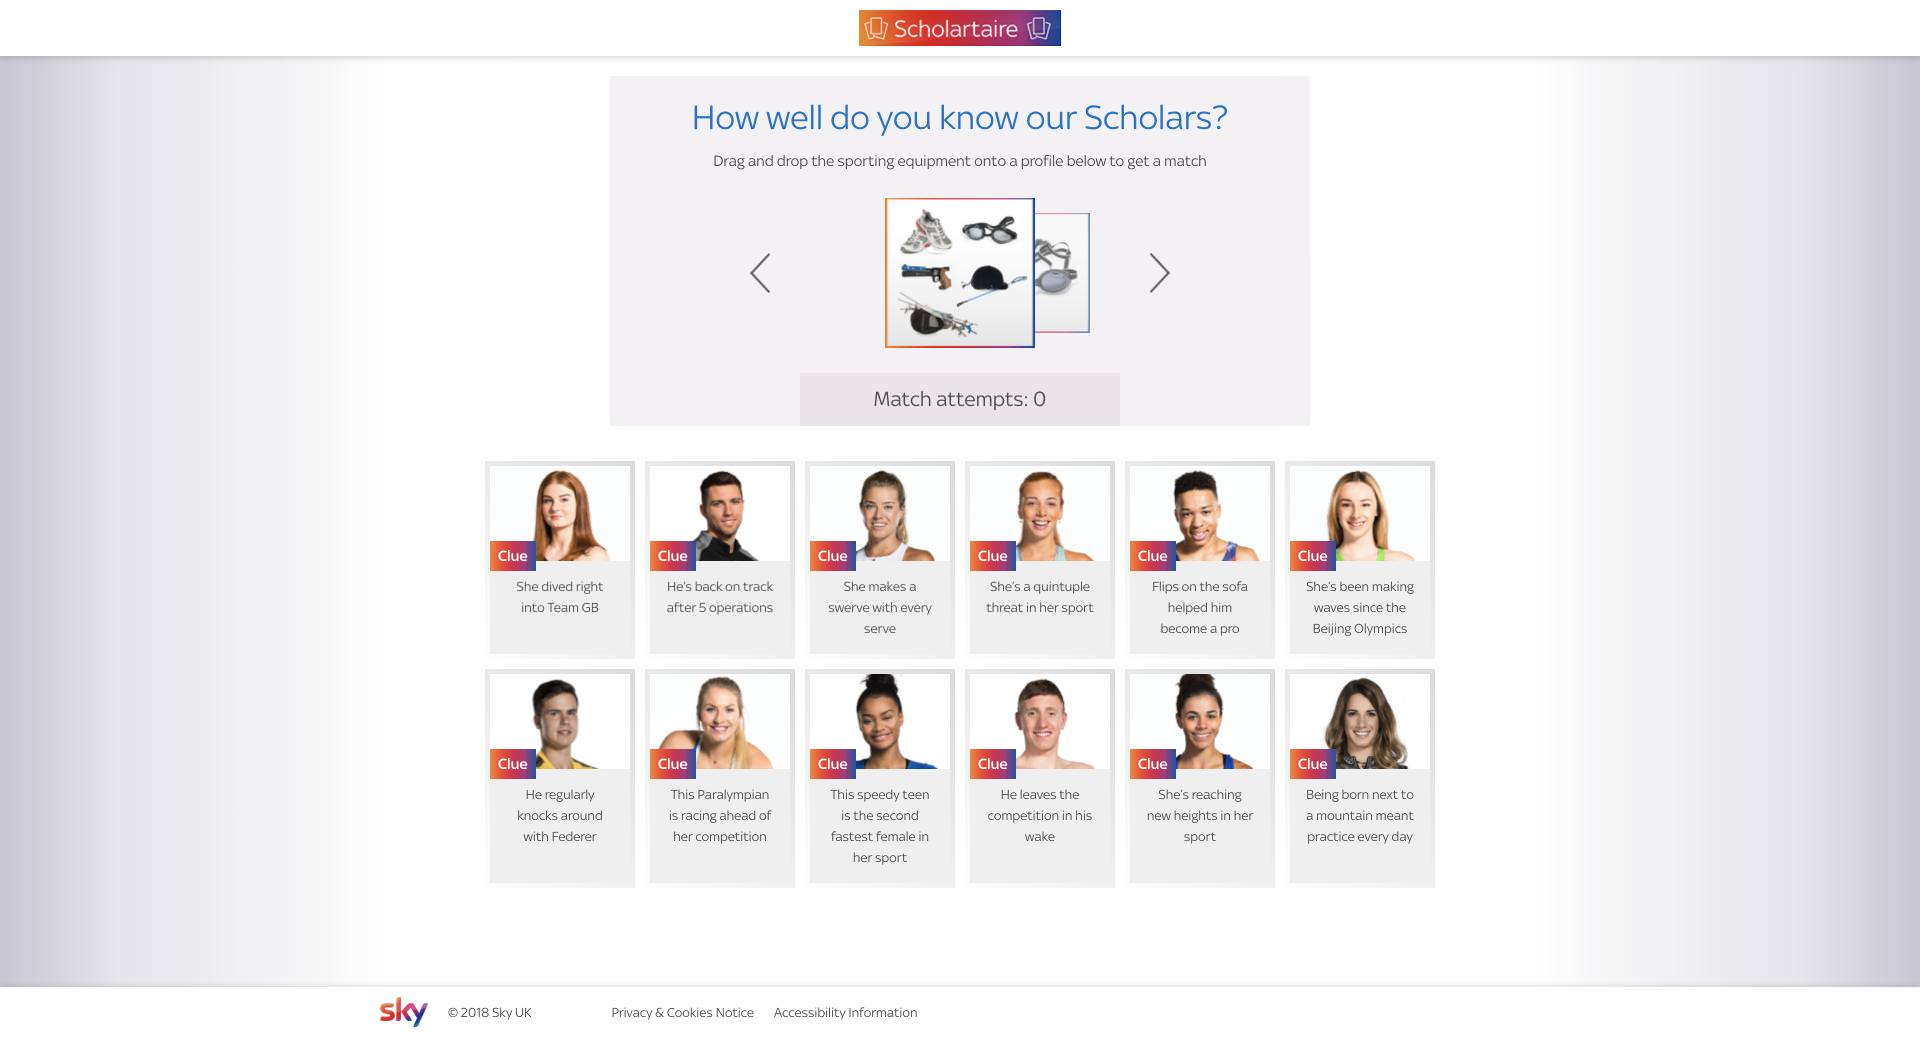 Scholartaire
How well do you know our Scholars?
Drag and drop the sporting equipment onto a profile below to get a match
Match attempts: 0
Clue
She dived right
into Team GB
Clue
He's back on track
after 5 operations
Clue
She makes a
swerve with every
serve
Clue
She's a quintuple
threat in her sport
Clue
Flips on the sofa
helped him
become a pro
Clue
She's been making
waves since the
Beijing Olympics
Clue
He regularly
knocks around
with Federer
Clue
This Paralympian
is racing ahead of
her competition
Clue
This speedy teen
is the second
fastest female in
her sport
Clue
He leaves the
competition in his
wake
Clue
She's reaching
new heights in her
sport
Clue
Being born next to
a mountain meant
practice every day
sky © 2018 Sky UK Privacy & Cookies Notice Accessibility Information